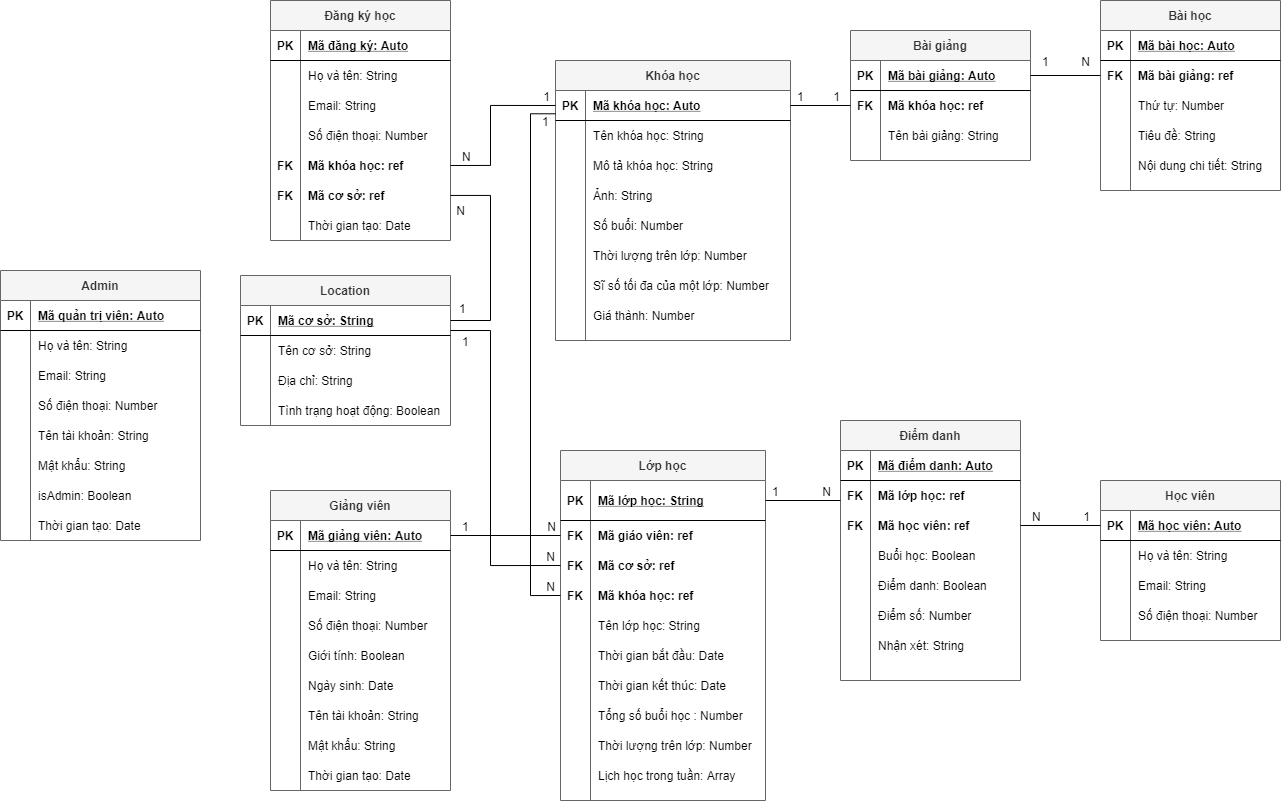 Đăng ký học
PK Mã đăng ký: Auto
Họ và tên: String
Email: String
Số điện thoại: Number
FK Mã khóa học: ref
FK Mã cơ sở: ref
Thời gian tạo: Date
N
N
1
1
Khóa học
PK Mã khóa học: Auto
Tên khóa học: String
Mô tả khóa học: String
Ảnh: String
Số buổi: Number
Thời lượng trên lớp: Number
Sĩ số tối đa của một lớp: Number
Giá thành: Number
1
1
Bài giảng
PK Mã bài giảng: Auto
FK Mã khóa học: ref
Tên bài giảng: String
1
N
Bài học
PK Mã bài học: Auto
FK Mã bài giảng: ref
Thứ tự: Number
Tiêu đề: String
Nội dung chi tiết: String
Admin
PK Mã quản trị viên: Auto
Họ và tên: String
Email: String
Số điện thoại: Number
Tên tài khoản: String
Mật khẩu: String
isAdmin: Boolean
Thời gian tạo: Date
Location
PK Mã cơ sở: String
Tên cơ sở: String
Địa chỉ: String
Tình trạng hoạt động: Boolean
1
1
Giảng viên
PK Mã giảng viên: Auto
Họ và tên: String
Email: String
Số điện thoại: Number
Giới tính: Boolean
Ngày sinh: Date
Tên tài khoản: String
Mật khẩu: String
Thời gian tạo: Date
1
N
N
N
Lớp học
PK Mã lớp học: String
FK Mã giáo viên: ref
FK Mã cơ sở: ref
FK Mã khóa học: ref
Tên lớp học: String
Thời gian bắt đầu: Date
Thời gian kết thúc: Date
Tổng số buổi học : Number
Thời lượng trên lớp: Number
Lịch học trong tuần: Array
1
N
Điểm danh
PK Mã điểm danh: Auto
FK Mã lớp học: ref
FK Mã học viên: ref
Buổi học: Boolean
Điểm danh: Boolean
Điểm số: Number
Nhận xét: String
N
1
Học viên
PK Mã học viên: Auto
Họ và tên: String
Email: String
Số điện thoại: Number